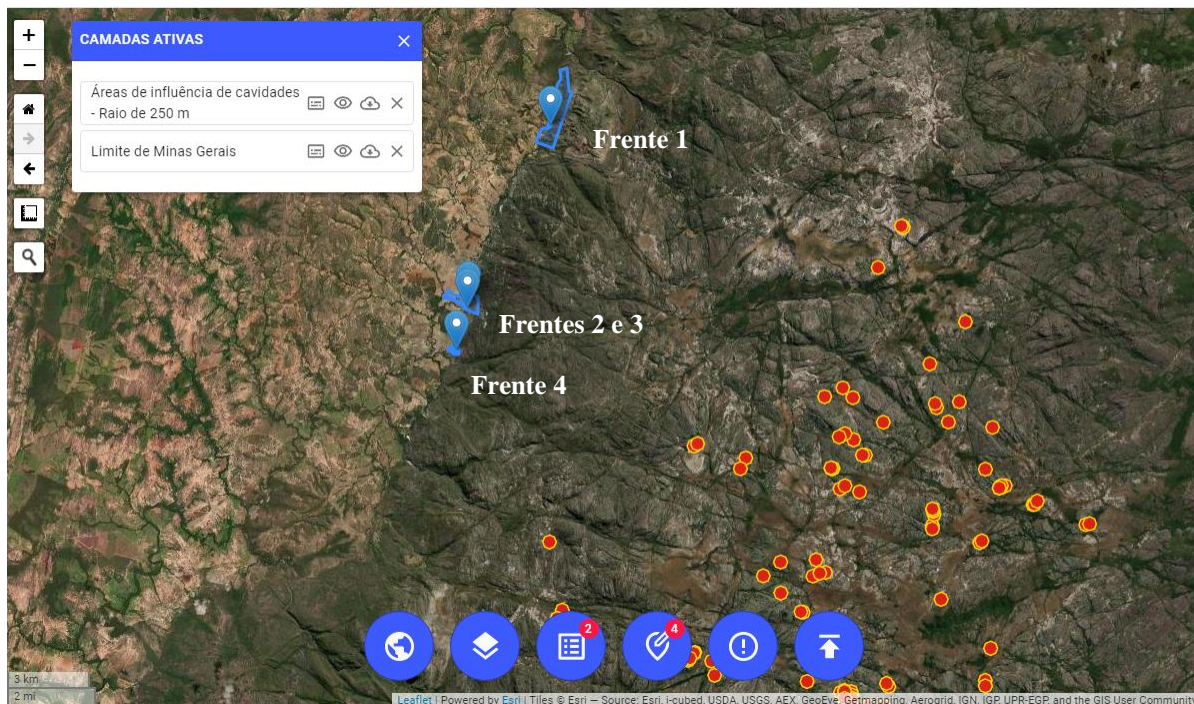 CAMADAS ATIVAS
Áreas de influência de cavidades
- Raio de 250 m
Limite de Minas Gerais
Frente 1
Frentes 2 e 3
Frente 4
2
4
3 km
2 mi
Leaflet | Powered by Esri | Tiles © Esri — Source: Esri, i-cubed, USDA, USGS, AEX, GeoEye, Getmapping, Aerogrid, IGN, IGP, UPR-EGP, and the GIS User Community